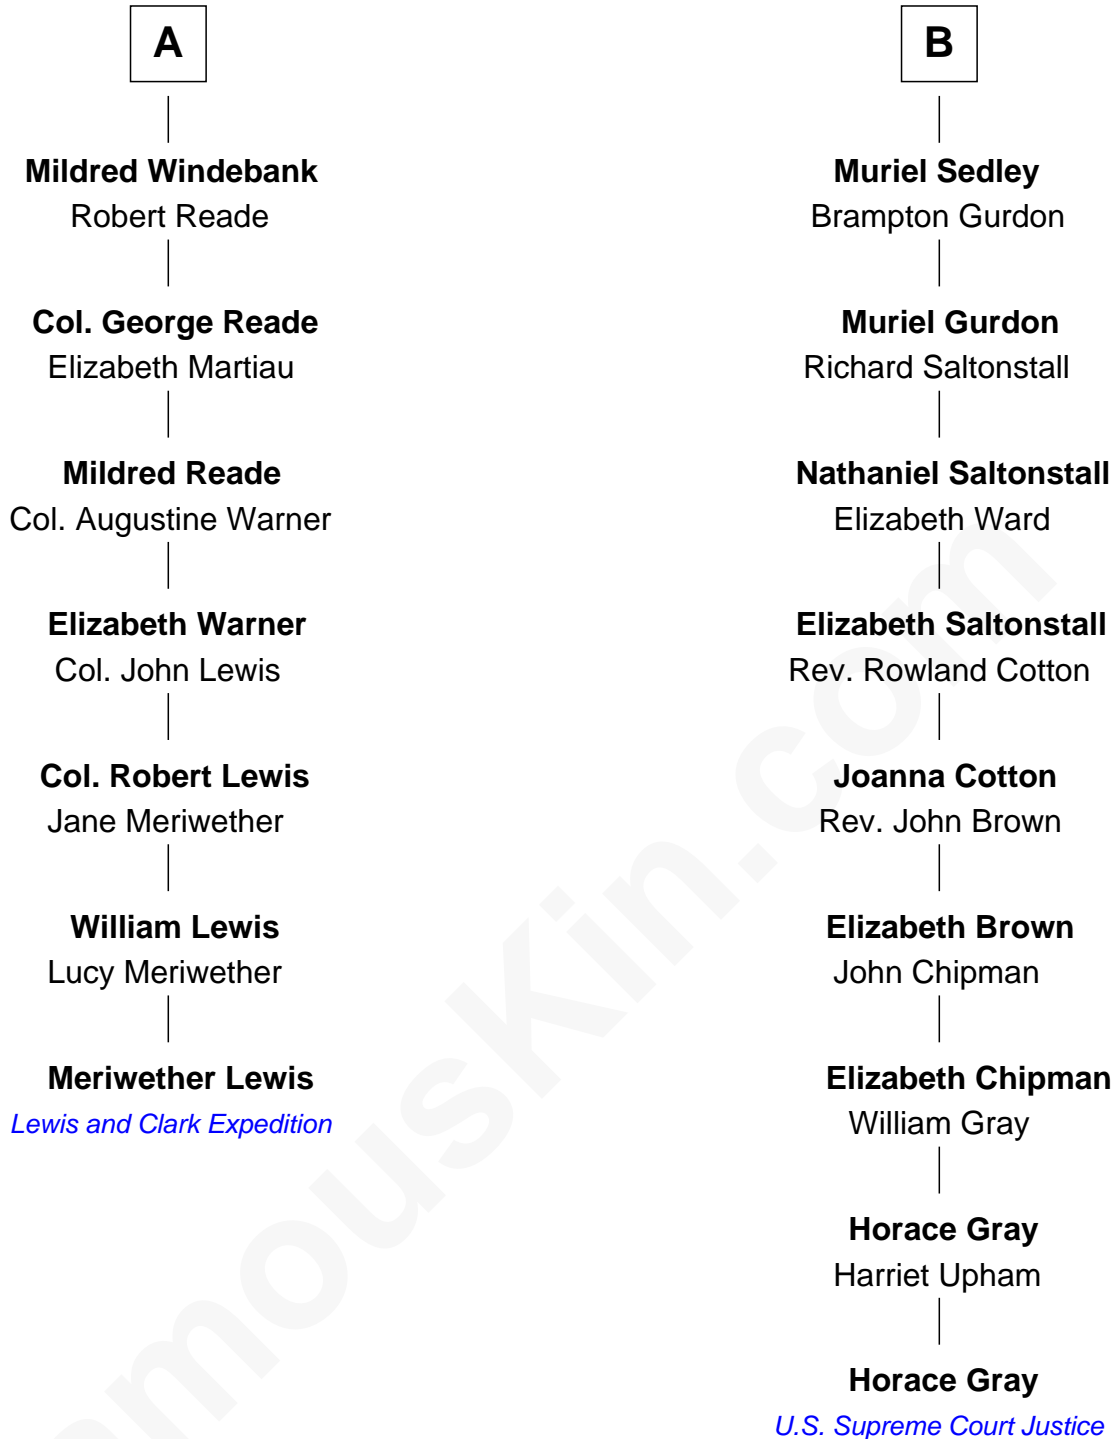 A
Mildred Windebank
Robert Reade
Col. George Reade
Elizabeth Martiau
Mildred Reade
Col. Augustine Warner
Elizabeth Warner
Col. John Lewis
Col. Robert Lewis
Jane Meriwether
William Lewis
Lucy Meriwether
Meriwether Lewis
Lewis and Clark Expedition
B
Muriel Sedley
Brampton Gurdon
Muriel Gurdon
Richard Saltonstall
Nathaniel Saltonstall
Elizabeth Ward
Elizabeth Saltonstall
Rev. Rowland Cotton
Joanna Cotton
Rev. John Brown
Elizabeth Brown
John Chipman
Elizabeth Chipman
William Gray
Horace Gray
Harriet Upham
Horace Gray
U.S. Supreme Court Justice
amouskin.com